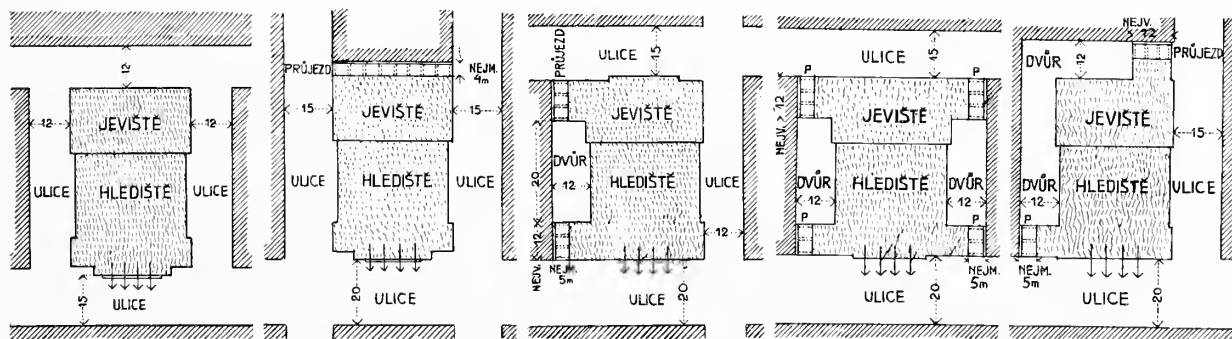 12
12
JEVIŠTĚ
12
ULICE
HLEDIŠTĚ
ULICE
15
ULICE
PRŮJEZD
NEJM.
4m
15
JEVIŠTĚ
15
ULICE
HLEDIŠTĚ
ULICE
20
ULICE
PRŮJEZD
ULICE
15
JEVIŠTĚ
20
DVŮR
12
HLEDIŠTĚ
ULICE
12
12
NEJV.
NEJM.
5m
ULICE
20
ULICE
15
P
P
NEJV. > 12
JEVIŠTĚ
DVŮR
12
HLEDIŠTĚ
DVŮR
12
P
P
NEJM.
5m
ULICE
20
NEJV.
12
DVŮR
12
PRŮJEZD
JEVIŠTĚ
15
DVŮR
12
HLEDIŠTĚ
ULICE
P
NEJM.
5m
ULICE
20